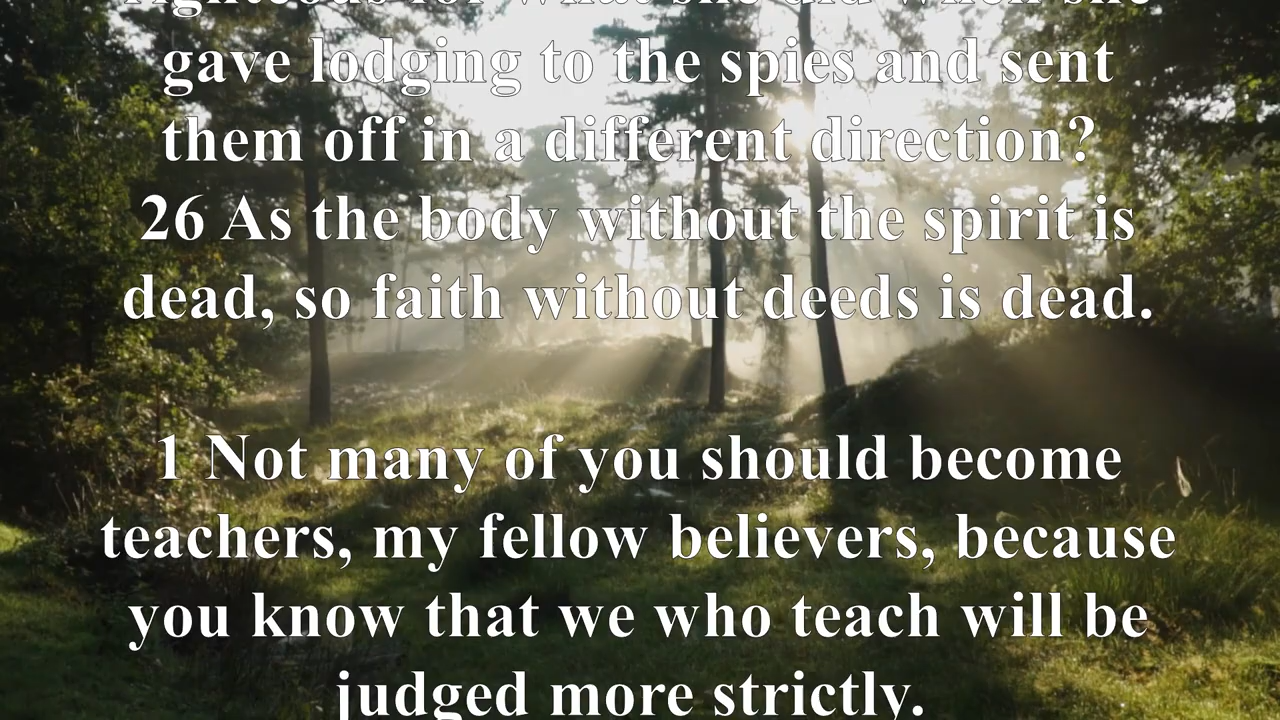 righteous for what she did when she
gave lodging to the spies and sent
them off in a different direction?
26 As the body without the spirit is
dead, so faith without deeds is dead.
1 Not many of you should become
teachers, my fellow believers, because
you know that we who teach will be
judged more strictly.